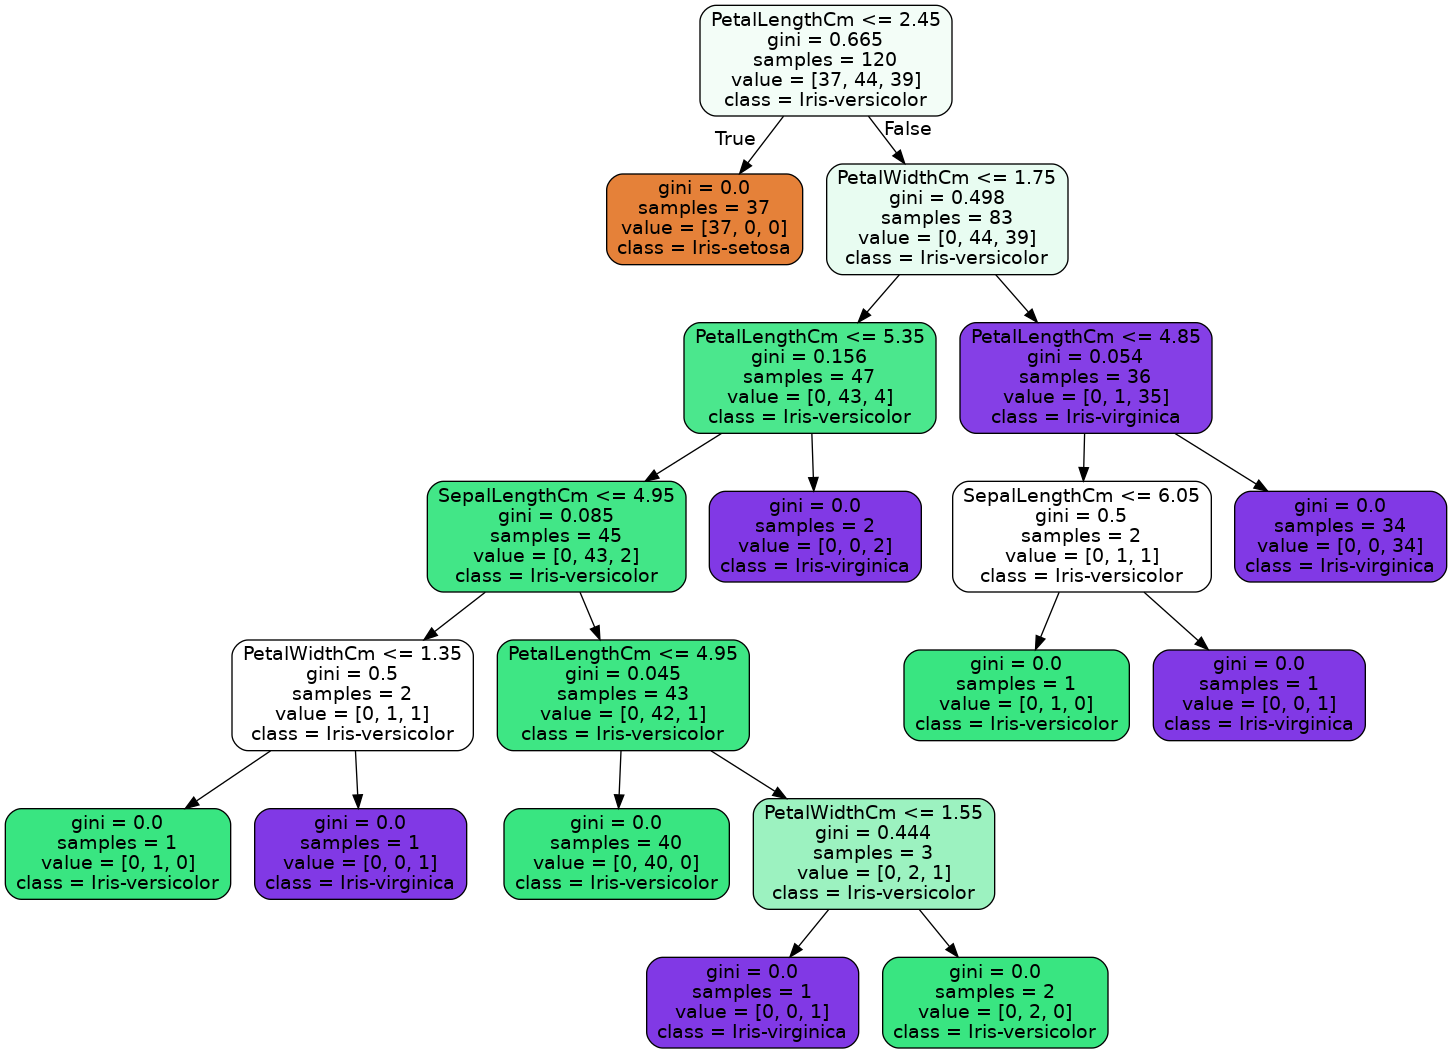 PetalLengthCm <= 2.45
gini = 0.665
samples = 120
value = [37, 44, 39]
class = Iris-versicolor
True
False
gini = 0.0
samples = 37
value = [37, 0, 0]
class = Iris-setosa
PetalWidthCm <= 1.75
gini = 0.498
samples = 83
value = [0, 44, 39]
class = Iris-versicolor
PetalLengthCm <= 5.35
gini = 0.156
samples = 47
value = [0, 43, 4]
class = Iris-versicolor
PetalLengthCm <= 4.85
gini = 0.054
samples = 36
value = [0, 1, 35]
class = Iris-virginica
SepalLengthCm <= 4.95
gini = 0.085
samples = 45
value = [0, 43, 2]
class = Iris-versicolor
gini = 0.0
samples = 2
value = [0, 0, 2]
class = Iris-virginica
SepalLengthCm <= 6.05
gini = 0.5
samples = 2
value = [0, 1, 1]
class = Iris-versicolor
gini = 0.0
samples = 34
value = [0, 0, 34]
class = Iris-virginica
PetalWidthCm <= 1.35
gini = 0.5
samples = 2
value = [0, 1, 1]
class = Iris-versicolor
PetalLengthCm <= 4.95
gini = 0.045
samples = 43
value = [0, 42, 1]
class = Iris-versicolor
gini = 0.0
samples = 1
value = [0, 1, 0]
class = Iris-versicolor
gini = 0.0
samples = 1
value = [0, 0, 1]
class = Iris-virginica
gini = 0.0
samples = 1
value = [0, 1, 0]
class = Iris-versicolor
gini = 0.0
samples = 1
value = [0, 0, 1]
class = Iris-virginica
gini = 0.0
samples = 40
value = [0, 40, 0]
class = Iris-versicolor
PetalWidthCm <= 1.55
gini = 0.444
samples = 3
value = [0, 2, 1]
class = Iris-versicolor
gini = 0.0
samples = 1
value = [0, 0, 1]
class = Iris-virginica
gini = 0.0
samples = 2
value = [0, 2, 0]
class = Iris-versicolor